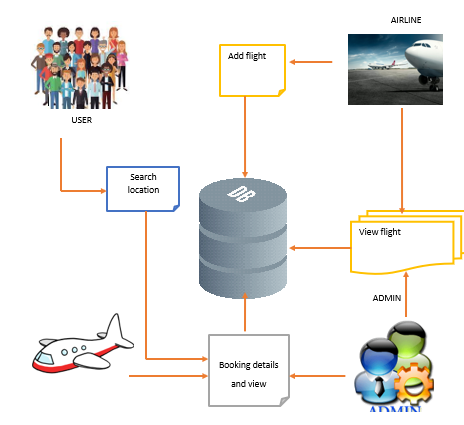 AIRLINE
Add flight
USER
Search
location
DB
View flight
ADMIN
Booking details
and view
ADMIN